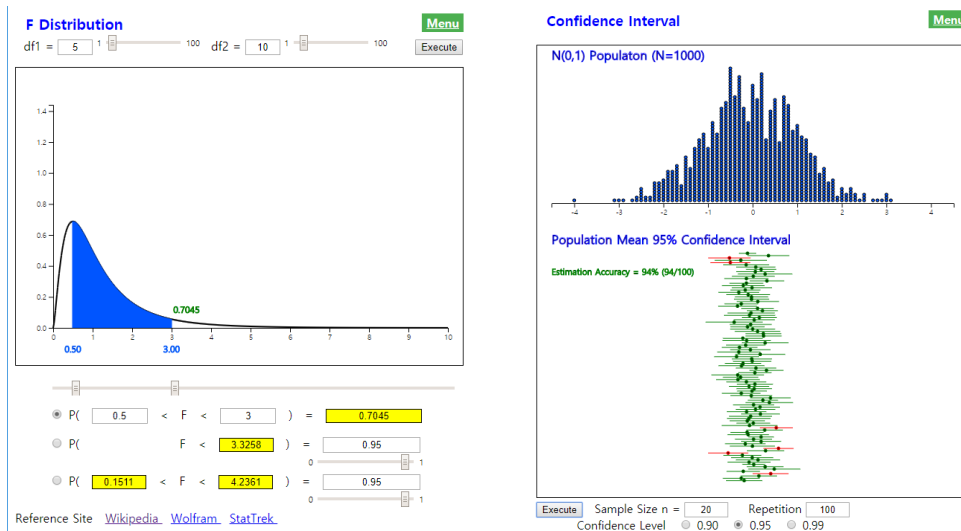 F Distribution
Menu
df1 = 5 1 100 df2 = 10 1 100 Execute
1.4
1.2
1.0
0.8
0.6
0.4
0.2
0.0
0.7045
0 1 2 3 4 5 6 7 8 9 10
0.50 3.00
P( 0.5 < F < 3 ) = 0.7045
P( F < 3.3258 ) = 0.95
0 1
P( 0.1511 < F < 4.2361 ) = 0.95
0 1
Reference Site Wikipedia Wolfram StatTrek
Confidence Interval
Menu
N(0,1) Populaton (N=1000)
-4 -3 -2 -1 0 1 2 3 4
Population Mean 95% Confidence Interval
Estimation Accuracy = 94% (94/100)
Execute Sample Size n = 20 Repetition 100
Confidence Level 0.90 0.95 0.99